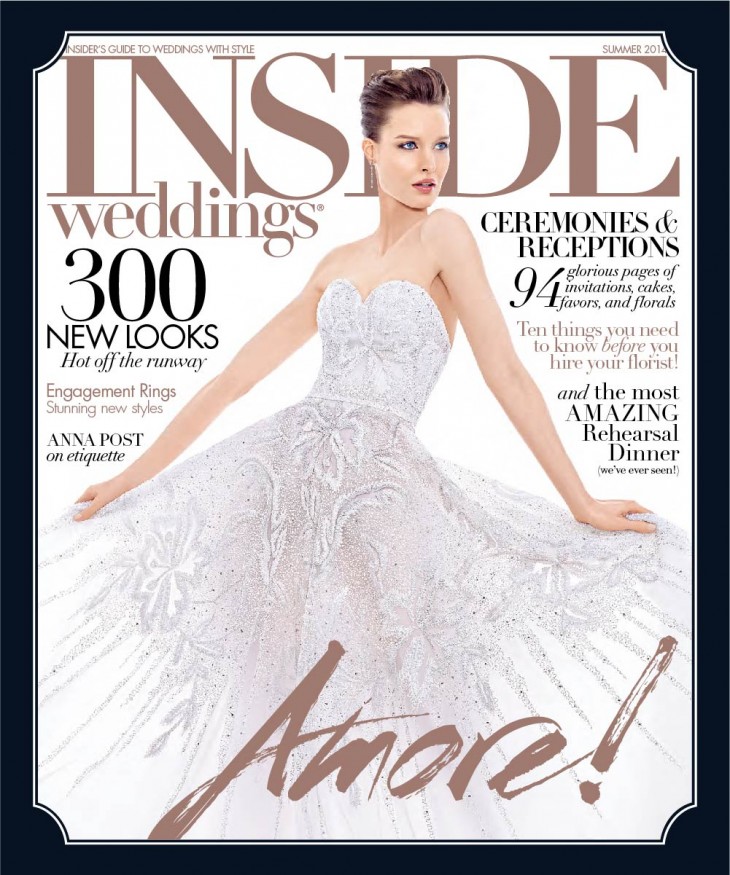 INSIDER'S GUIDE TO WEDDINGS WITH STYLE
SUMMER 2014
INSIDE
weddings®
300
NEW LOOKS
Hot off the runway
Engagement Rings
Stunning new styles
ANNA POST
on etiquette
CEREMONIES &
RECEPTIONS
94 glorious pages of
invitations, cakes,
favors, and florals
Ten things you need
to know before you
hire your florist!
and the most
AMAZING
Rehearsal
Dinner
(we've ever seen!)
Amore!